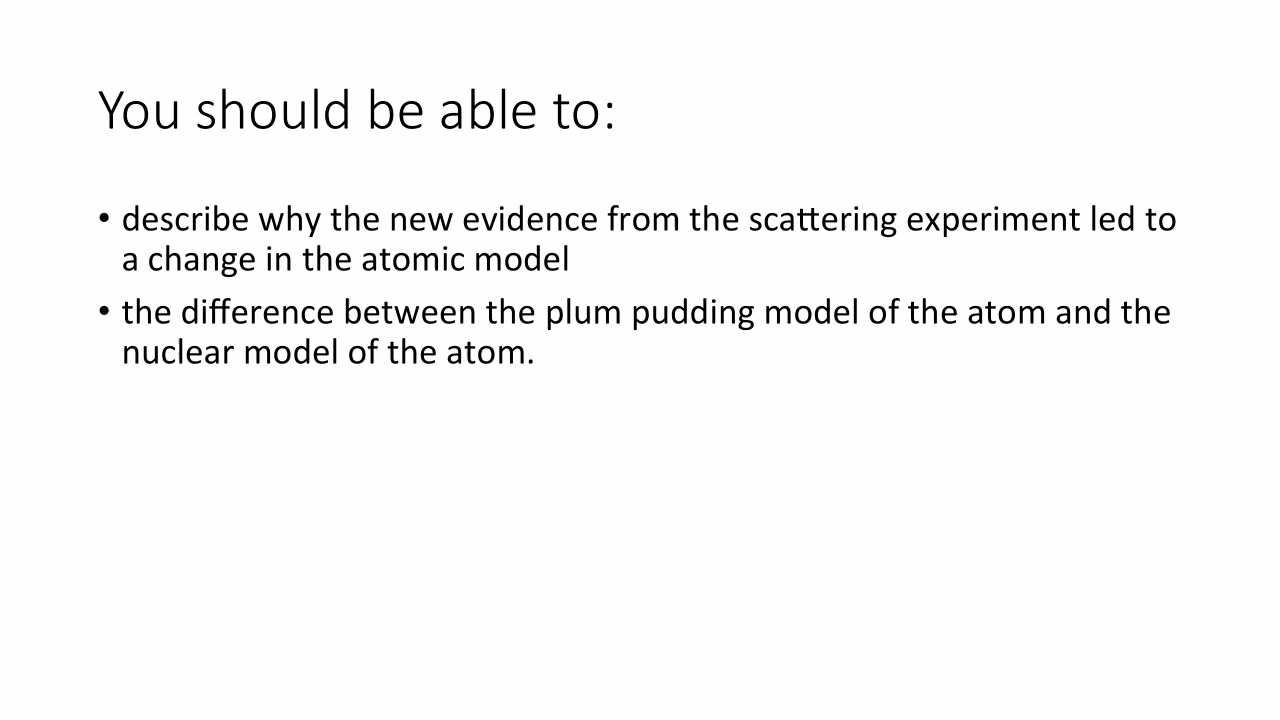 You should be able to:
• describe why the new evidence from the scattering experiment led to
a change in the atomic model
• the difference between the plum pudding model of the atom and the
nuclear model of the atom.